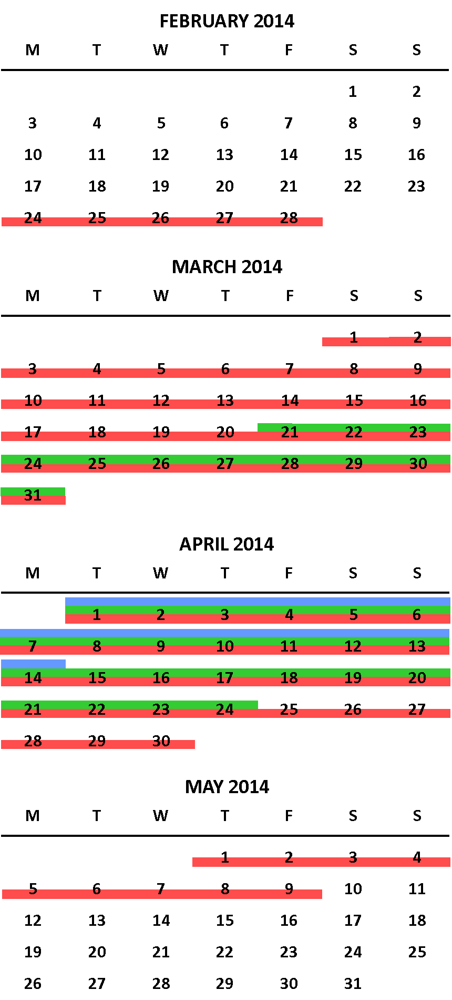 FEBRUARY 2014
M T W T F S S
1 2
3 4 5 6 7 8 9
10 11 12 13 14 15 16
17 18 19 20 21 22 23
24 25 26 27 28
MARCH 2014
M T W T F S S
1 2
3 4 5 6 7 8 9
10 11 12 13 14 15 16
17 18 19 20 21 22 23
24 25 26 27 28 29 30
31
APRIL 2014
M T W T F S S
1 2 3 4 5 6
7 8 9 10 11 12 13
14 15 16 17 18 19 20
21 22 23 24 25 26 27
28 29 30
MAY 2014
M T W T F S S
1 2 3 4
5 6 7 8 9 10 11
12 13 14 15 16 17 18
19 20 21 22 23 24 25
26 27 28 29 30 31